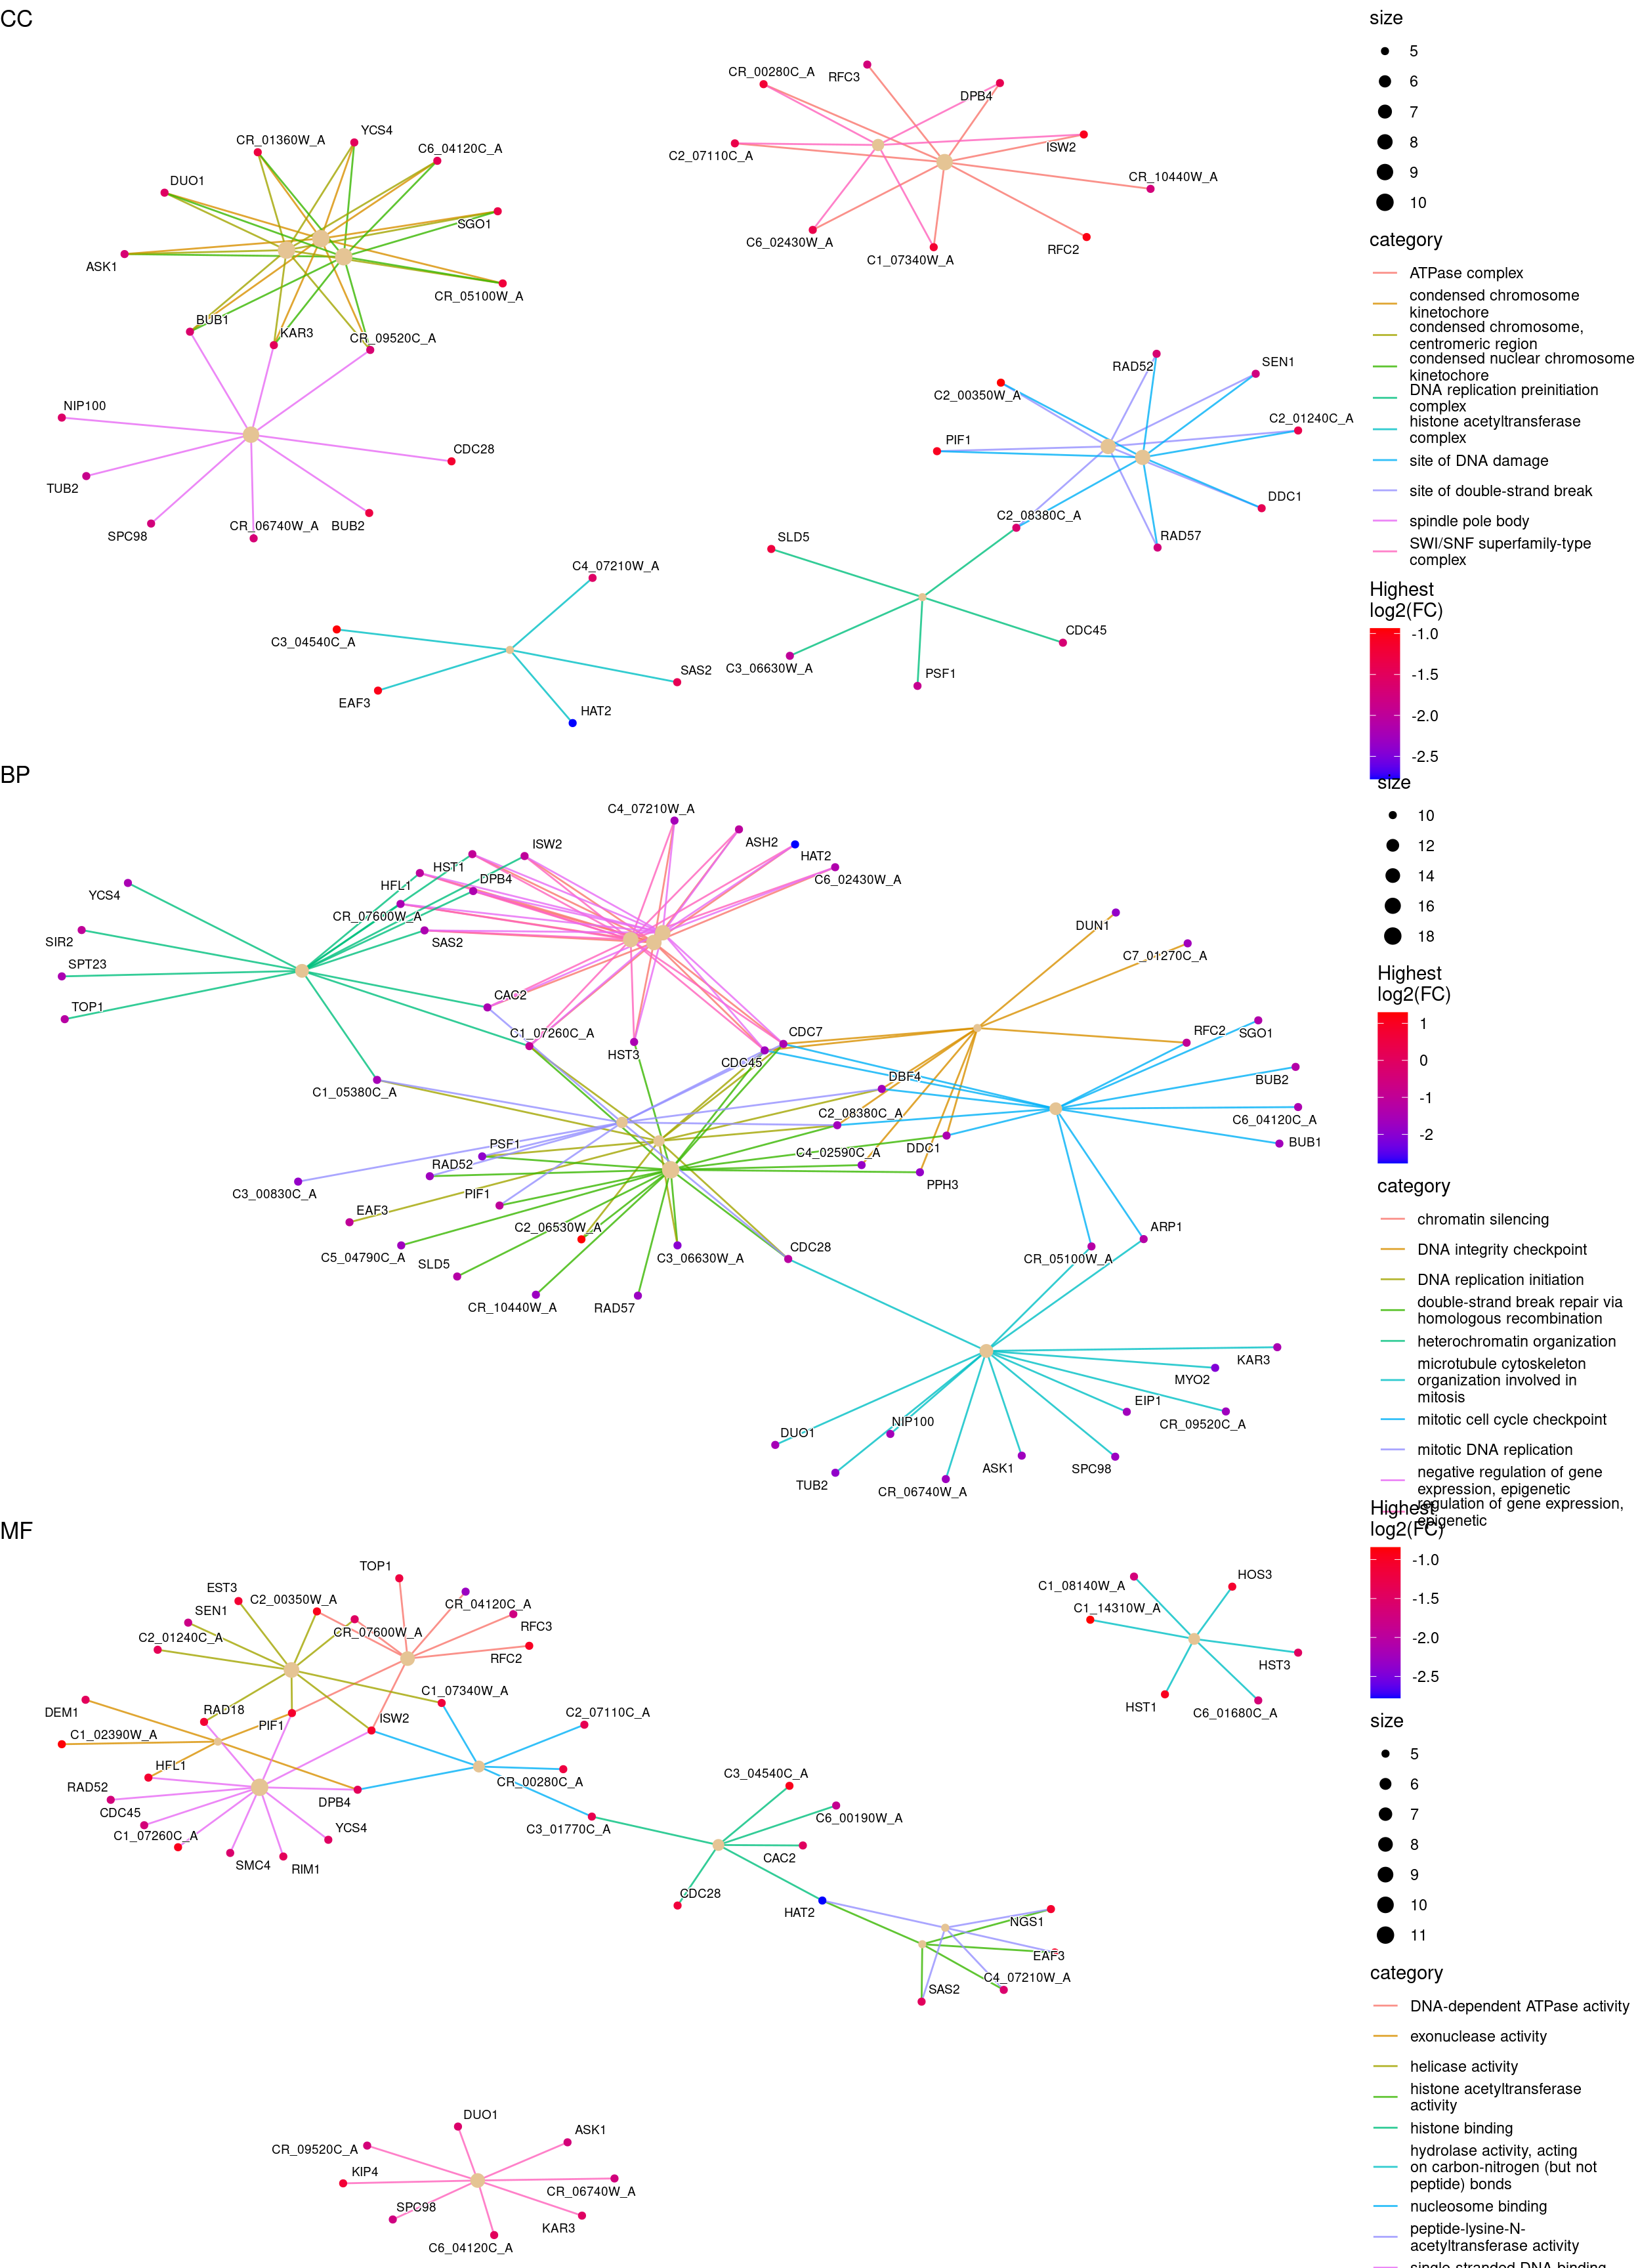 CC
CR_00280C_A
RFC3
DPB4
C2_07110C_A
ISW2
CR_10440W_A
C6_02430W_A
C1_07340W_A
RFC2
CR_01360W_A
YCS4
C6_04120C_A
DUO1
SGO1
ASK1
CR_05100W_A
BUB1
KAR3
CR_09520C_A
NIP100
CDC28
TUB2
SPC98
CR_06740W_A
BUB2
RAD52
SEN1
C2_00350W_A
C2_01240C_A
PIF1
DDC1
C2_08380C_A
RAD57
SLD5
CDC45
C3_06630W_A
PSF1
C4_07210W_A
C3_04540C_A
SAS2
EAF3
HAT2
size
5
6
7
8
9
10
category
ATPase complex
condensed chromosome
kinetochore
condensed chromosome,
centromeric region
condensed nuclear chromosome
kinetochore
DNA replication preinitiation
complex
histone acetyltransferase
complex
site of DNA damage
site of double-strand break
spindle pole body
SWI/SNF superfamily-type
complex
Highest
log2(FC)
-1.0
-1.5
-2.0
-2.5
BP
C4_07210W_A
ASH2
ISW2
HAT2
HST1
DPB4
C6_02430W_A
HFL1
YCS4
CR_07600W_A
SAS2
SIR2
SPT23
TOP1
CAC2
C1_07260C_A
HST3
CDC7
CDC45
C1_05380C_A
DUN1
C7_01270C_A
RFC2
SGO1
DBF4
BUB2
C2_08380C_A
C6_04120C_A
BUB1
DDC1
C4_02590C_A
PSF1
RAD52
PPH3
C3_00830C_A
PIF1
EAF3
C2_06530W_A
C5_04790C_A
SLD5
C3_06630W_A
CDC28
ARP1
CR_05100W_A
CR_10440W_A
RAD57
KAR3
MYO2
EIP1
CR_09520C_A
NIP100
DUO1
ASK1
SPC98
TUB2
CR_06740W_A
size
10
12
14
16
18
Highest
log2(FC)
1
0
-1
-2
category
chromatin silencing
DNA integrity checkpoint
DNA replication initiation
double-strand break repair via
homologous recombination
heterochromatin organization
microtubule cytoskeleton
organization involved in
mitosis
mitotic cell cycle checkpoint
mitotic DNA replication
negative regulation of gene
expression, epigenetic
regulation of gene expression,
epigenetic
MF
TOP1
EST3
C2_00350W_A
CR_04120C_A
SEN1
RFC3
CR_07600W_A
C2_01240C_A
RFC2
C1_07340W_A
DEM1
RAD18
PIF1
ISW2
C2_07110C_A
C1_02390W_A
HFL1
CR_00280C_A
RAD52
DPB4
CDC45
C3_01770C_A
C1_07260C_A
YCS4
SMC4
RIM1
C3_04540C_A
C6_00190W_A
CAC2
CDC28
HAT2
NGS1
EAF3
C4_07210W_A
SAS2
C1_08140W_A
HOS3
C1_14310W_A
HST3
HST1
C6_01680C_A
DUO1
ASK1
CR_09520C_A
KIP4
CR_06740W_A
SPC98
KAR3
C6_04120C_A
Highest
log2(FC)
-1.0
-1.5
-2.0
-2.5
size
5
6
7
8
9
10
11
category
DNA-dependent ATPase activity
exonuclease activity
helicase activity
histone acetyltransferase
activity
histone binding
hydrolase activity, acting
on carbon-nitrogen (but not
peptide) bonds
nucleosome binding
peptide-lysine-N-
acetyltransferase activity
single-stranded DNA binding